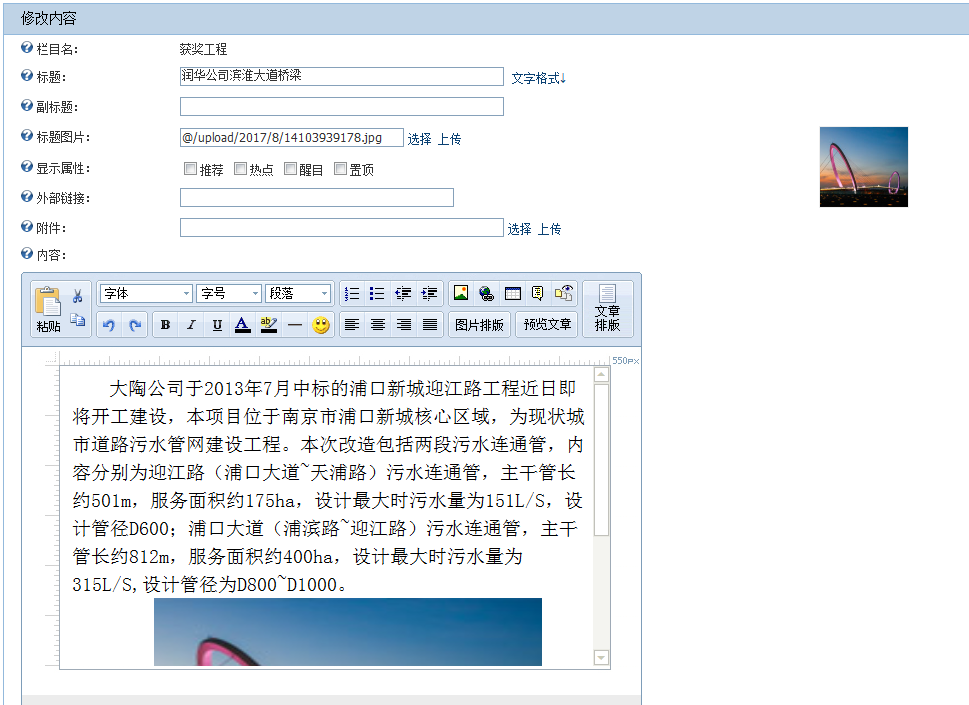 修改内容
栏目名： 获奖工程
标题： 润华公司滨淮大道桥梁 文字格式↓
副标题：
标题图片： @/upload/2017/8/14103939178.jpg 选择 上传
显示属性： 推荐 热点 醒目 置顶
外部链接：
附件： 选择 上传
内容：
字体 字号 段落
粘贴 B I U A ab 图片排版 预览文章 文章排版
550px
大陶公司于2013年7月中标的浦口新城迎江路工程近日即
将开工建设，本项目位于南京市浦口新城核心区域，为现状城
市道路污水管网建设工程。本次改造包括两段污水连通管，内
容分别为迎江路（浦口大道~天浦路）污水连通管，主干管长
约501m，服务面积约175ha，设计最大时污水量为151L/S，设
计管径D600；浦口大道（浦滨路~迎江路）污水连通管，主干
管长约812m，服务面积约400ha，设计最大时污水量为
315L/S,设计管径为D800~D1000。